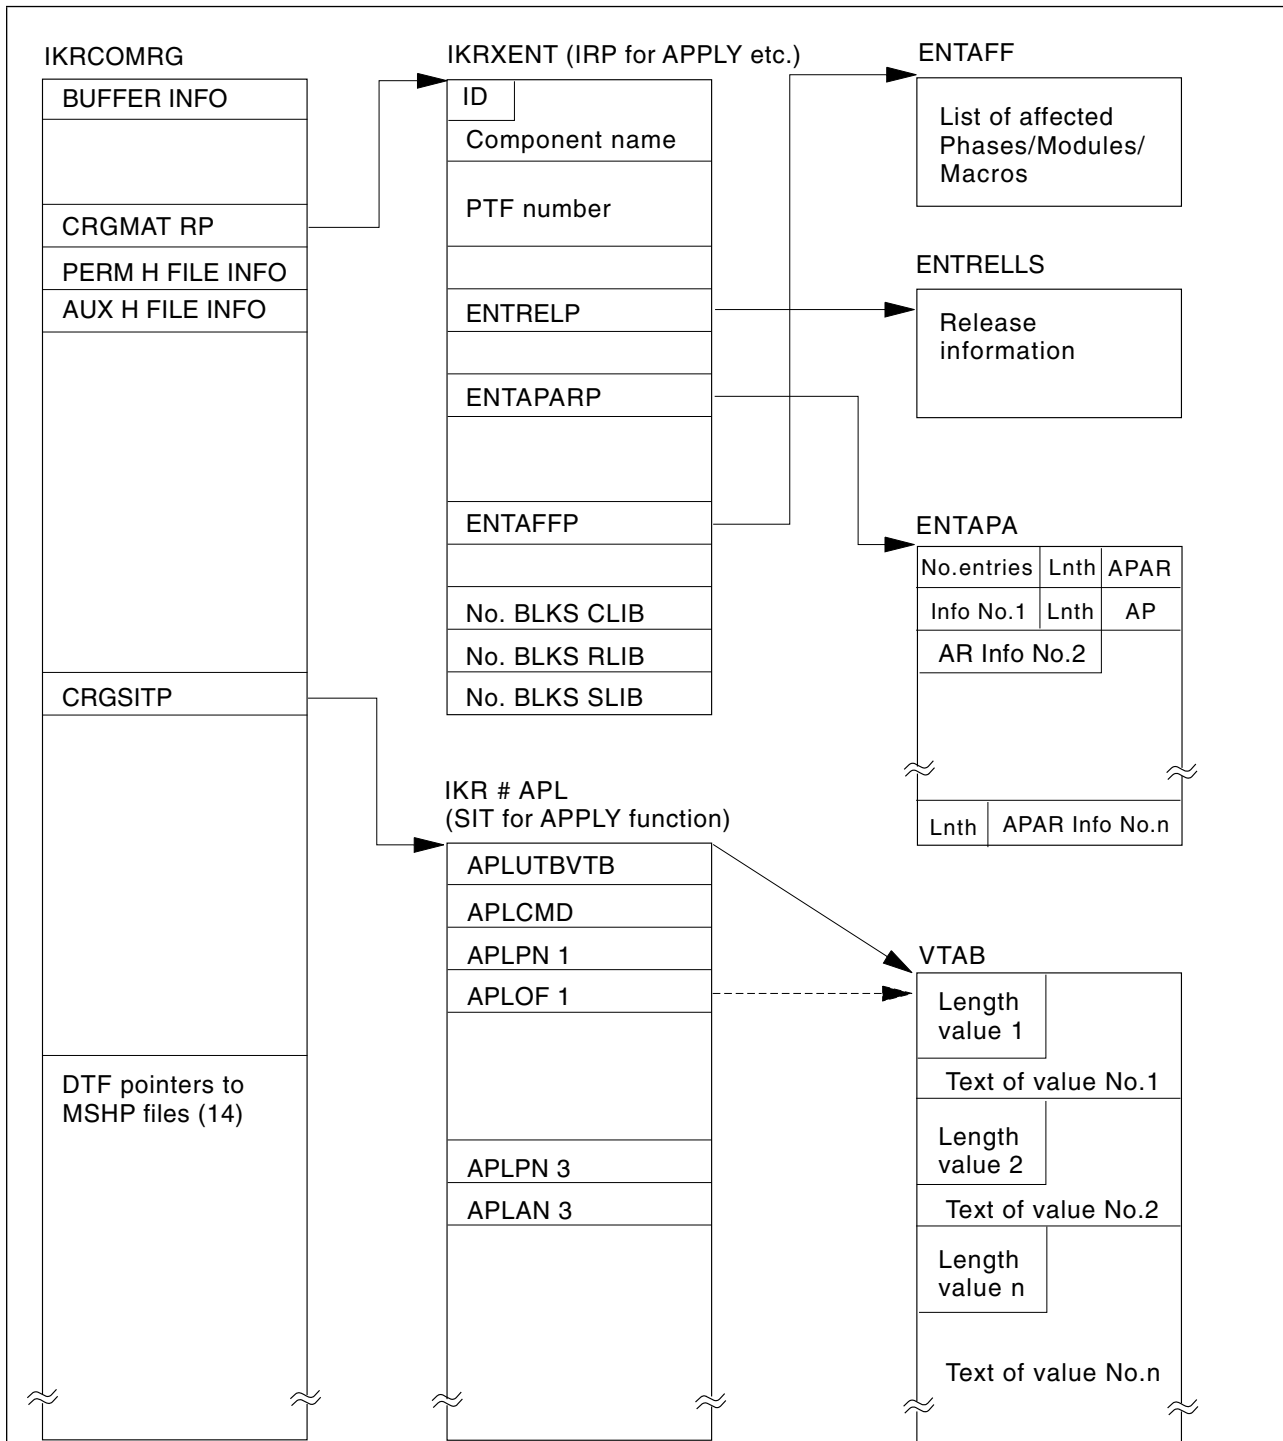 IKRCOMRG
BUFFER INFO
CRGMAT RP
PERM H FILE INFO
AUX H FILE INFO
CRGSITP
DTF pointers to
MSHP files (14)
IKRXENT (IRP for APPLY etc.)
ID
Component name
PTF number
ENTRELP
ENTAPARP
ENTAFFP
No. BLKS CLIB
No. BLKS RLIB
No. BLKS SLIB
IKR # APL
(SIT for APPLY function)
APLUTBVTB
APLCMD
APLPN 1
APLOF 1
APLPN 3
APLAN 3
ENTAFF
List of affected
Phases/Modules/
Macros
ENTRELLS
Release
information
ENTAPA
No.entries Lnth APAR
Info No.1 Lnth AP
AR Info No.2
Lnth APAR Info No.n
VTAB
Length
value 1
Text of value No.1
Length
value 2
Text of value No.2
Length
value n
Text of value No.n